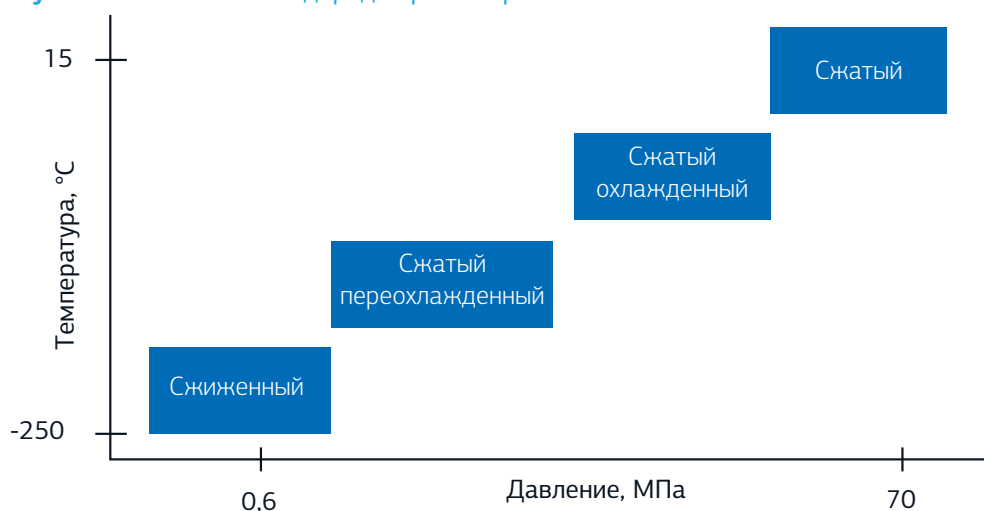 15
Сжатый
Сжатый
охлажденный
Температура, °C
Сжатый
переохлажденный
Сжиженный
-250
0,6
Давление, МПа
70